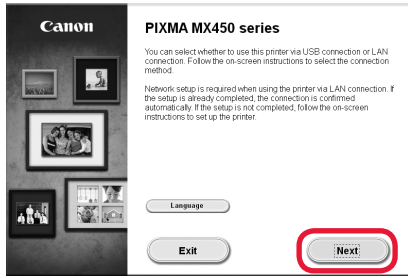 Canon
PIXMA MX450 series
You can select whether to use this printer via USB connection or LAN
connection. Follow the on-screen instructions to select the connection
method.
Network setup is required when using the printer via LAN connection. If
the setup is already completed, the connection is confirmed
automatically. If the setup is not completed, follow the on-screen
instructions to set up the printer.
Language
Exit
Next